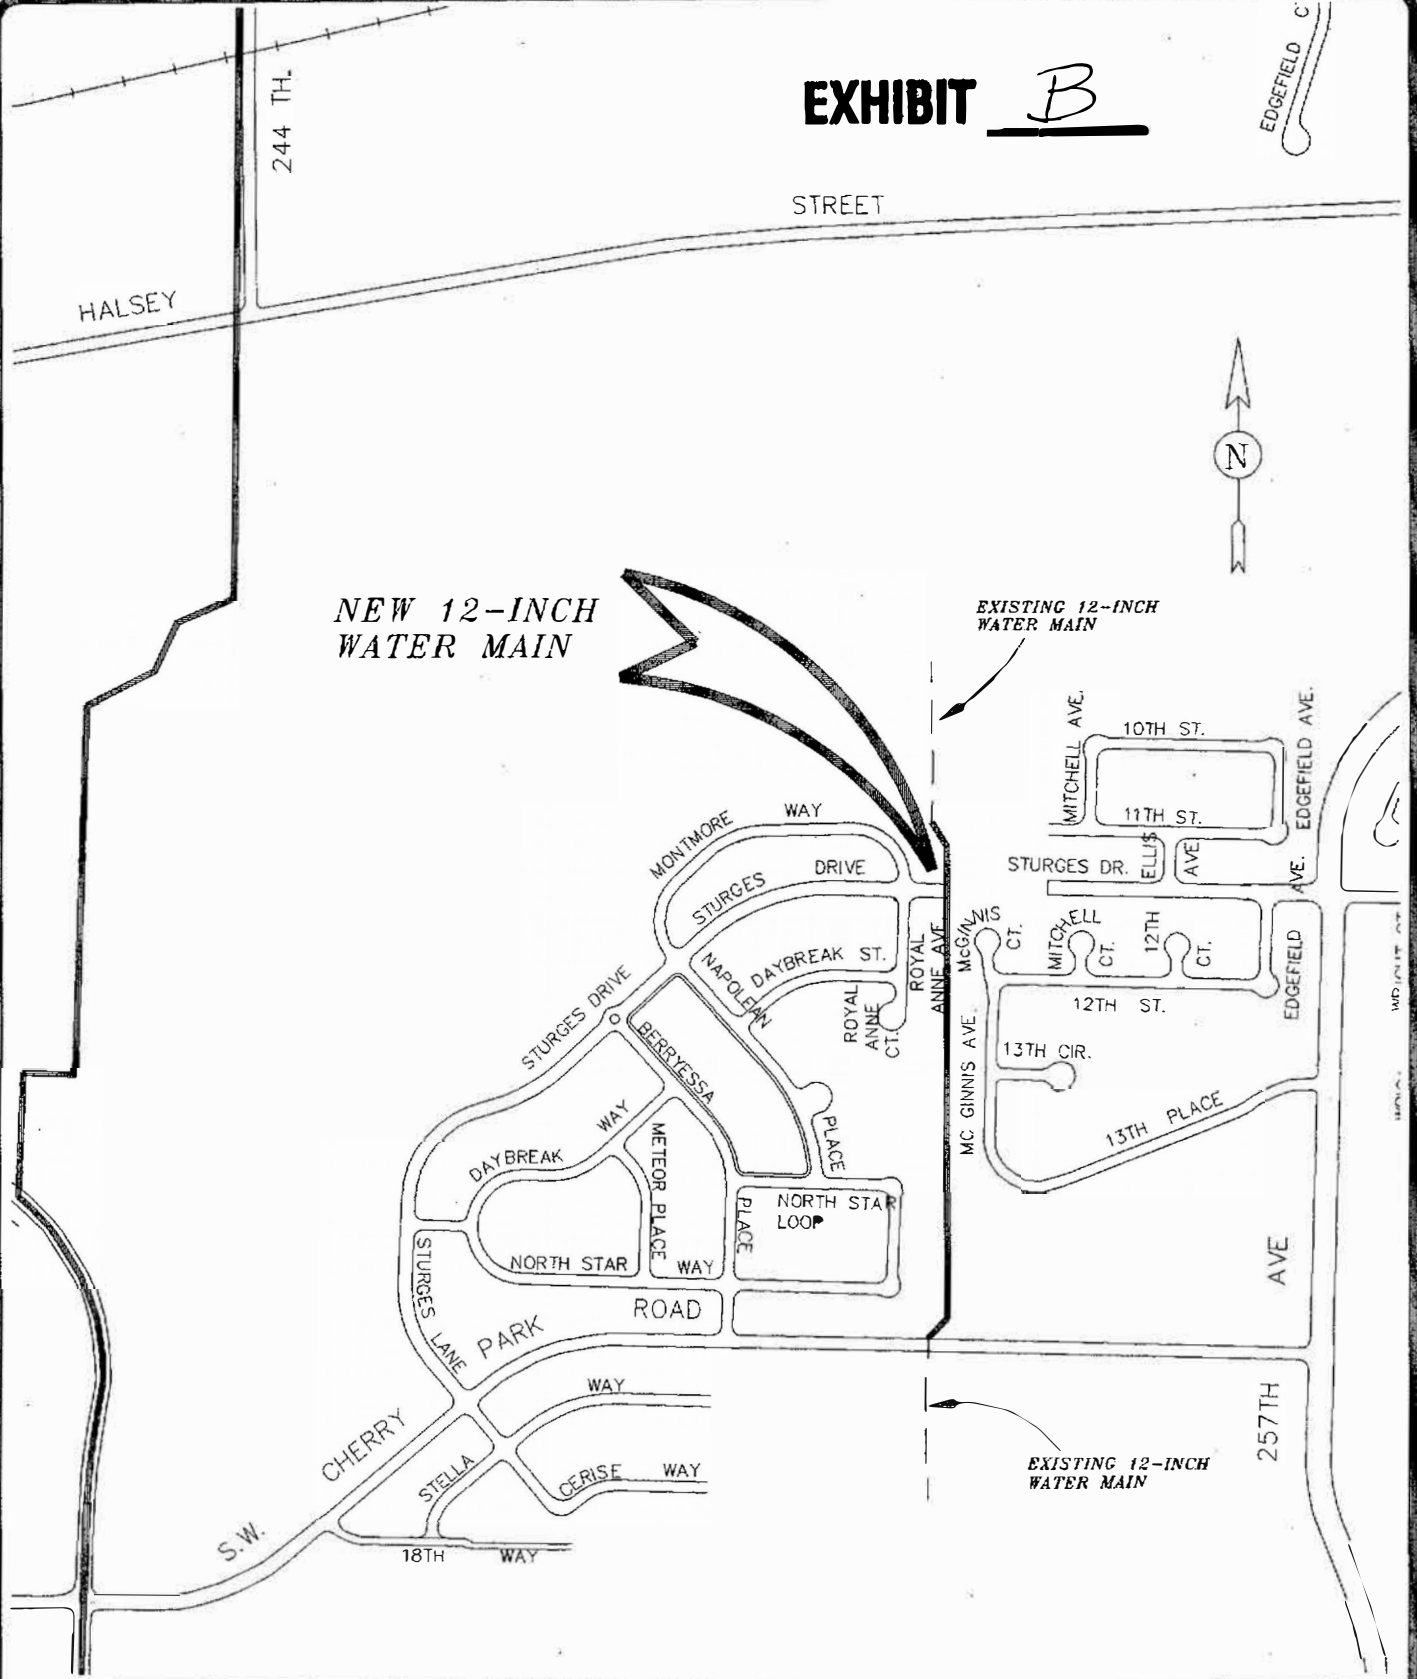 EDGEFIELD C
244 TH.
EXHIBIT B
STREET
HALSEY
N
NEW 12-INCH
WATER MAIN
EXISTING 12-INCH
WATER MAIN
MITCHELL AVE.
10TH ST.
EDGEFIELD AVE.
11TH ST.
MONTMORE WAY
STURGES DRIVE
STURGES DR.
ELLIS AVE
AVE.
EDGEFIELD
McGINNIS CT.
MITCHELL CT.
12TH CT.
ROYAL
ANNE AVE.
DAYBREAK ST.
NAPOLEAN
PLACE
ROYAL
ANNE
CT.
12TH ST.
STURGES DRIVE
BERRYESSA
PLACE
MC GINNIS AVE.
13TH CIR.
13TH PLACE
DAYBREAK WAY
METEOR PLACE
NORTH STAR
LOOP
NORTH STAR WAY
STURGES LANE
S.W. CHERRY PARK ROAD
257TH AVE
WAY
STELLA
CERISE WAY
EXISTING 12-INCH
WATER MAIN
18TH WAY